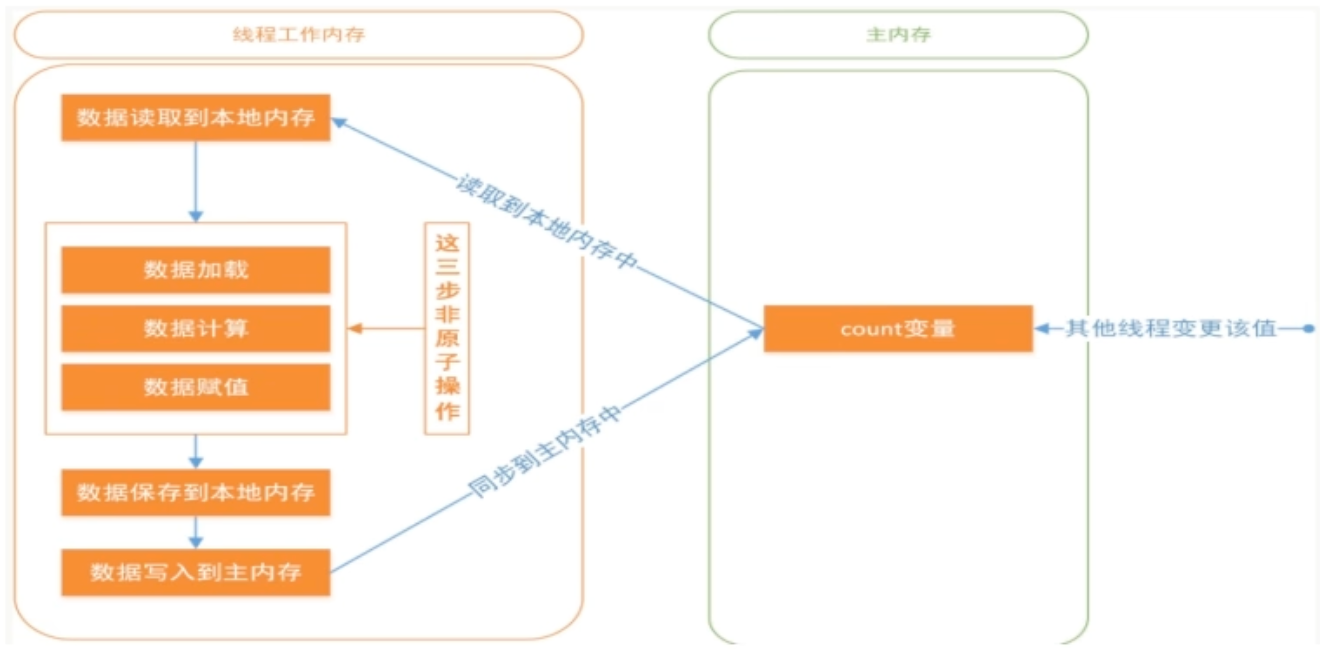 线程工作内存
主内存
数据读取到本地内存
读取到本地内存中
数据加载
数据计算
数据赋值
这三步非原子操作
count变量
其他线程变更该值
同步到主内存中
数据保存到本地内存
数据写入到主内存